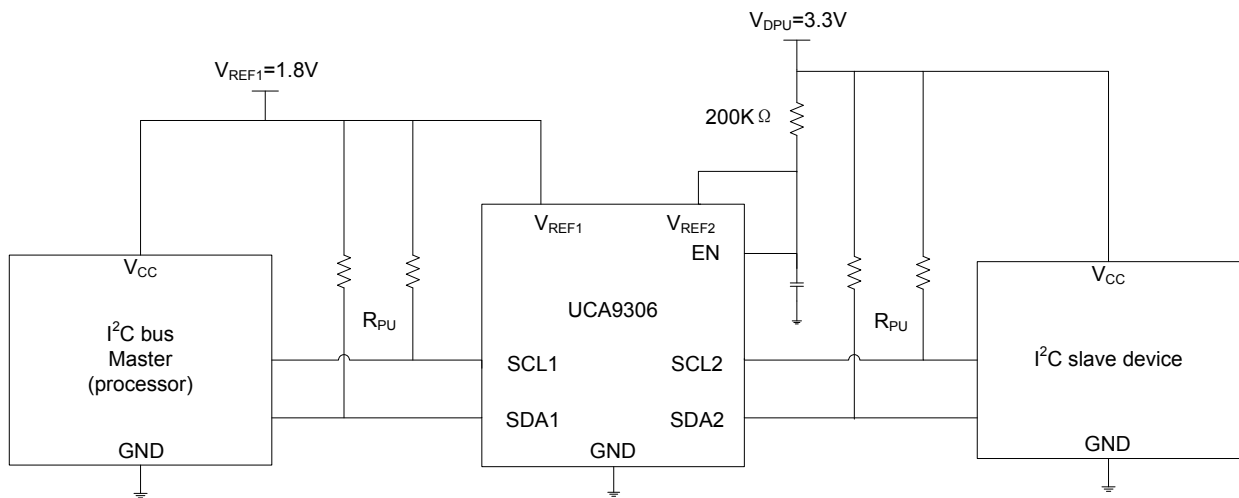 V_DPU=3.3V
V_REF1=1.8V
200KΩ
V_REF1
V_REF2
EN
V_CC
V_CC
UCA9306
I²C bus
Master
(processor)
R_PU
R_PU
I²C slave device
SCL1
SCL2
SDA1
SDA2
GND
GND
GND